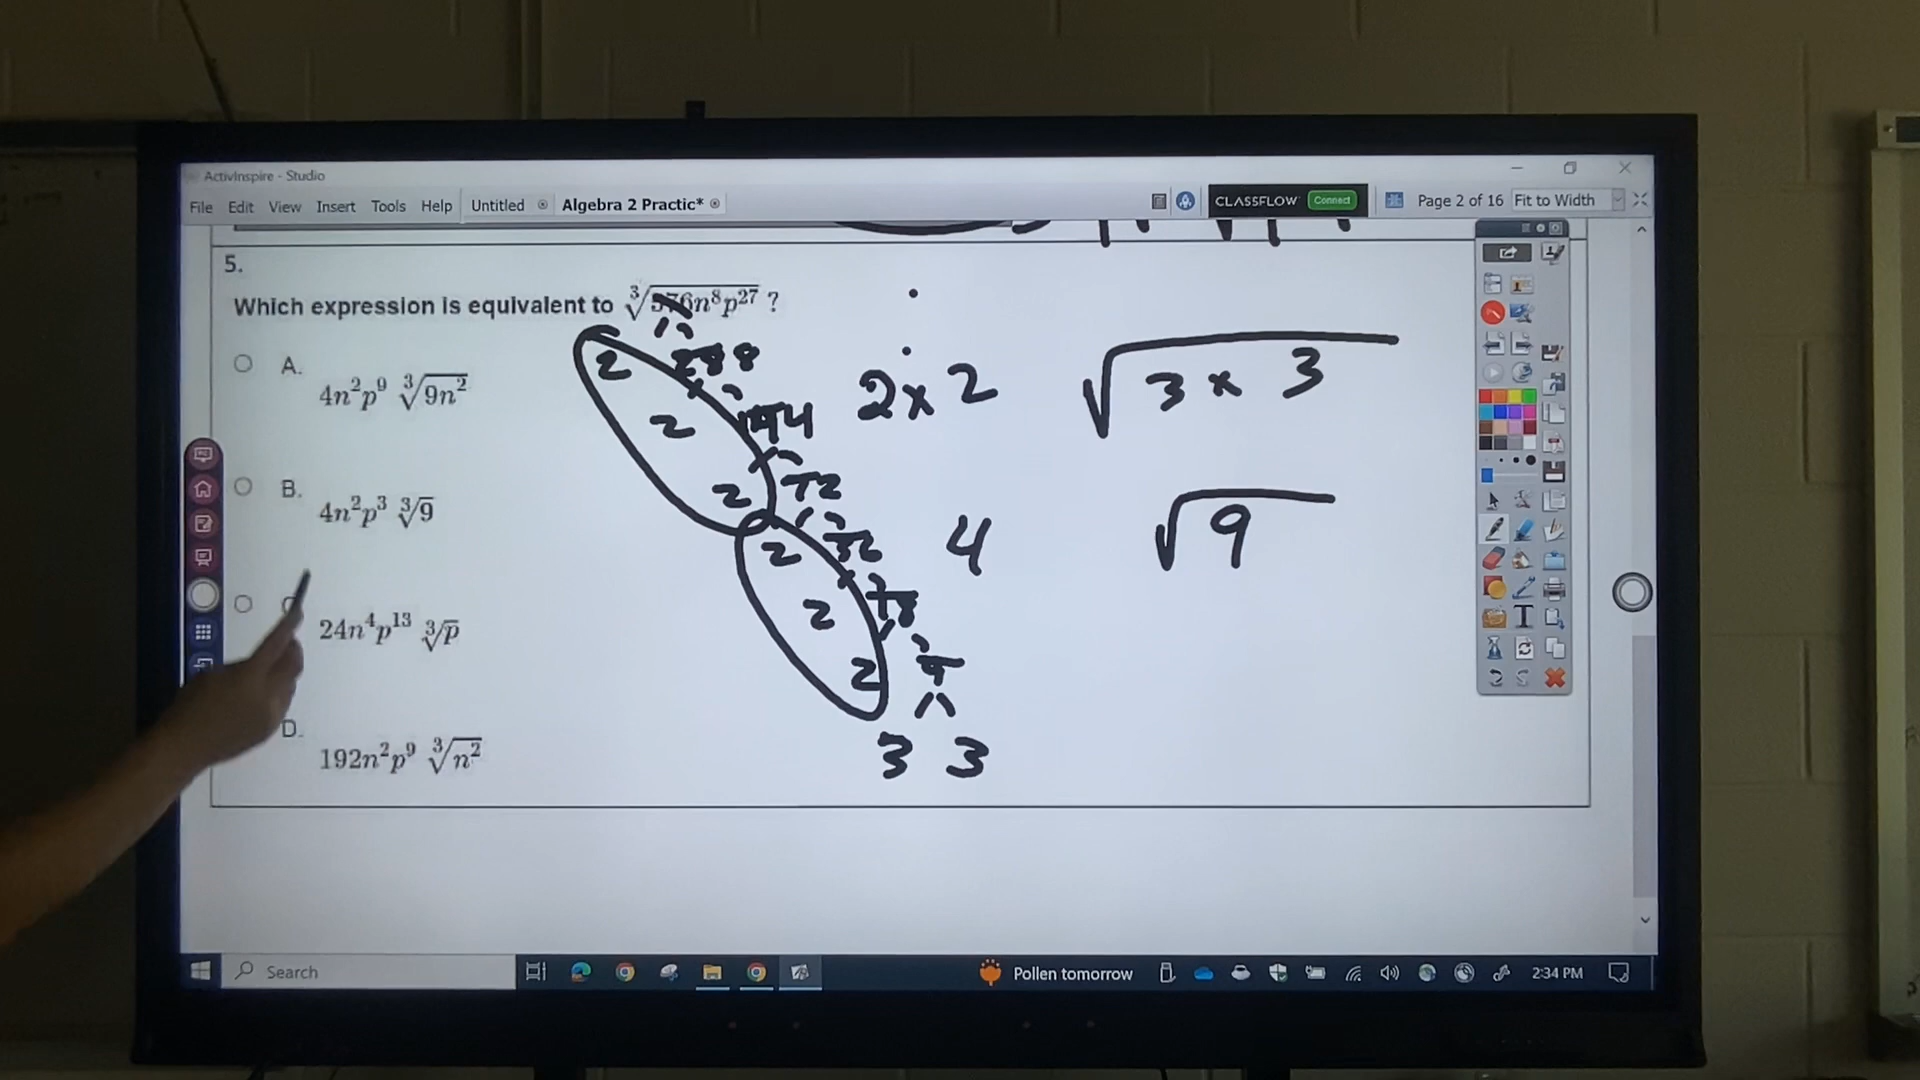 ActivInspire - Studio
File Edit View Insert Tools Help Untitled Algebra 2 Practic* CLASSFLOW Connect Page 2 of 16 Fit to Width
5.
Which expression is equivalent to ∛(576n⁸p²⁷) ?
A. 4n²p⁹ ∛(9n²)
B. 4n²p³ ∛9
24n⁴p¹³ ∛p
D. 192n²p⁹ ∛(n²)
2 288
2 144
2 72
2
2
2 9
3 3
2 x 2 √(3 x 3)
4 √9
Search Pollen tomorrow 2:34 PM